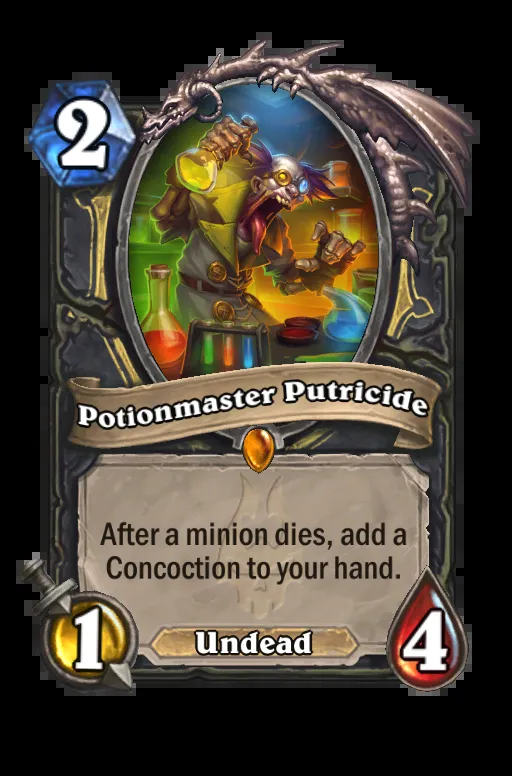 2
Potionmaster Putricide
After a minion dies, add a
Concoction to your hand.
1
Undead
4